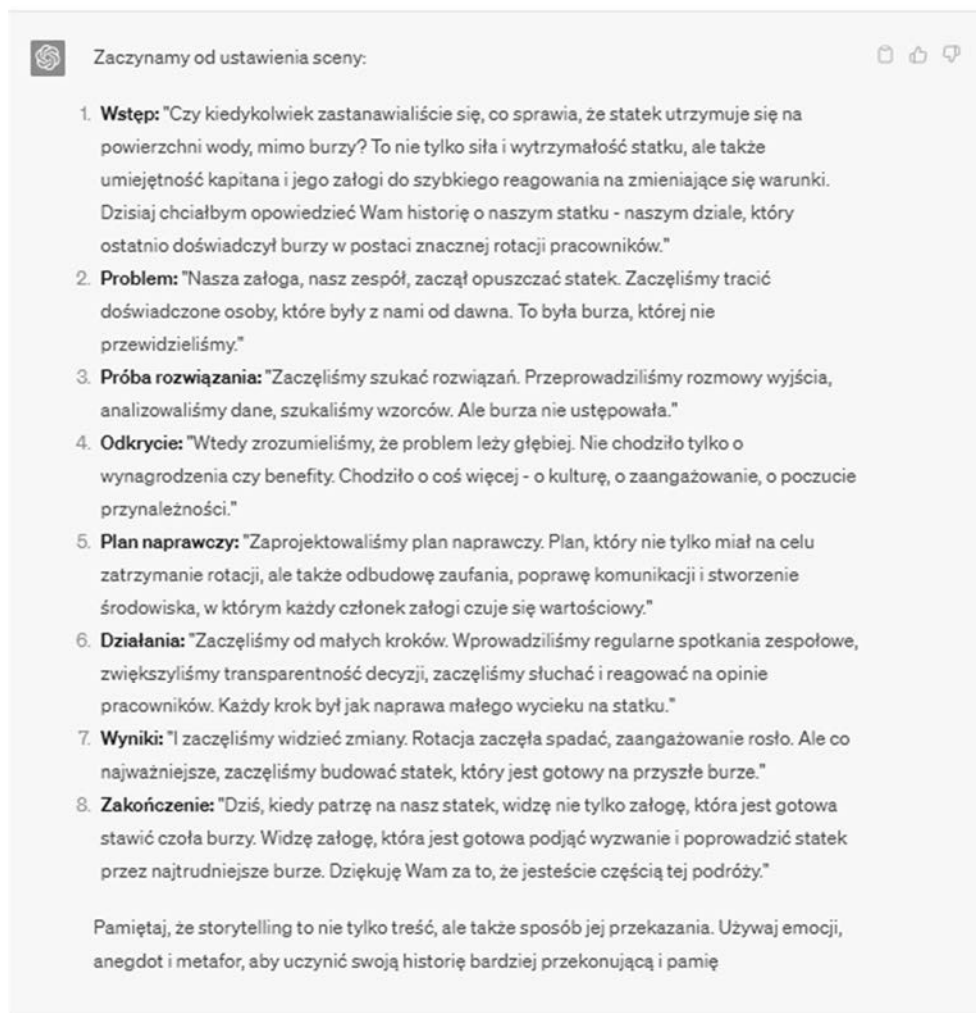 Zaczynamy od ustawienia sceny:
1. Wstęp: "Czy kiedykolwiek zastanawialiście się, co sprawia, że statek utrzymuje się na
powierzchni wody, mimo burzy? To nie tylko siła i wytrzymałość statku, ale także
umiejętność kapitana i jego załogi do szybkiego reagowania na zmieniające się warunki.
Dzisiaj chciałbym opowiedzieć Wam historię o naszym statku - naszym dziale, który
ostatnio doświadczył burzy w postaci znacznej rotacji pracowników."
2. Problem: "Nasza załoga, nasz zespół, zaczął opuszczać statek. Zaczęliśmy tracić
doświadczone osoby, które były z nami od dawna. To była burza, której nie
przewidzieliśmy."
3. Próba rozwiązania: "Zaczęliśmy szukać rozwiązań. Przeprowadziliśmy rozmowy wyjścia,
analizowaliśmy dane, szukaliśmy wzorców. Ale burza nie ustępowała."
4. Odkrycie: "Wtedy zrozumieliśmy, że problem leży głębiej. Nie chodziło tylko o
wynagrodzenia czy benefity. Chodziło o coś więcej - o kulturę, o zaangażowanie, o poczucie
przynależności."
5. Plan naprawczy: "Zaprojektowaliśmy plan naprawczy. Plan, który nie tylko miał na celu
zatrzymanie rotacji, ale także odbudowę zaufania, poprawę komunikacji i stworzenie
środowiska, w którym każdy członek załogi czuje się wartościowy."
6. Działania: "Zaczęliśmy od małych kroków. Wprowadziliśmy regularne spotkania zespołowe,
zwiększyliśmy transparentność decyzji, zaczęliśmy słuchać i reagować na opinie
pracowników. Każdy krok był jak naprawa małego wycieku na statku."
7. Wyniki: "I zaczęliśmy widzieć zmiany. Rotacja zaczęła spadać, zaangażowanie rosło. Ale co
najważniejsze, zaczęliśmy budować statek, który jest gotowy na przyszłe burze."
8. Zakończenie: "Dziś, kiedy patrzę na nasz statek, widzę nie tylko załogę, która jest gotowa
stawić czoła burzy. Widzę załogę, która jest gotowa podjąć wyzwanie i poprowadzić statek
przez najtrudniejsze burze. Dziękuję Wam za to, że jesteście częścią tej podróży."
Pamiętaj, że storytelling to nie tylko treść, ale także sposób jej przekazania. Używaj emocji,
anegdot i metafor, aby uczynić swoją historię bardziej przekonującą i pamię